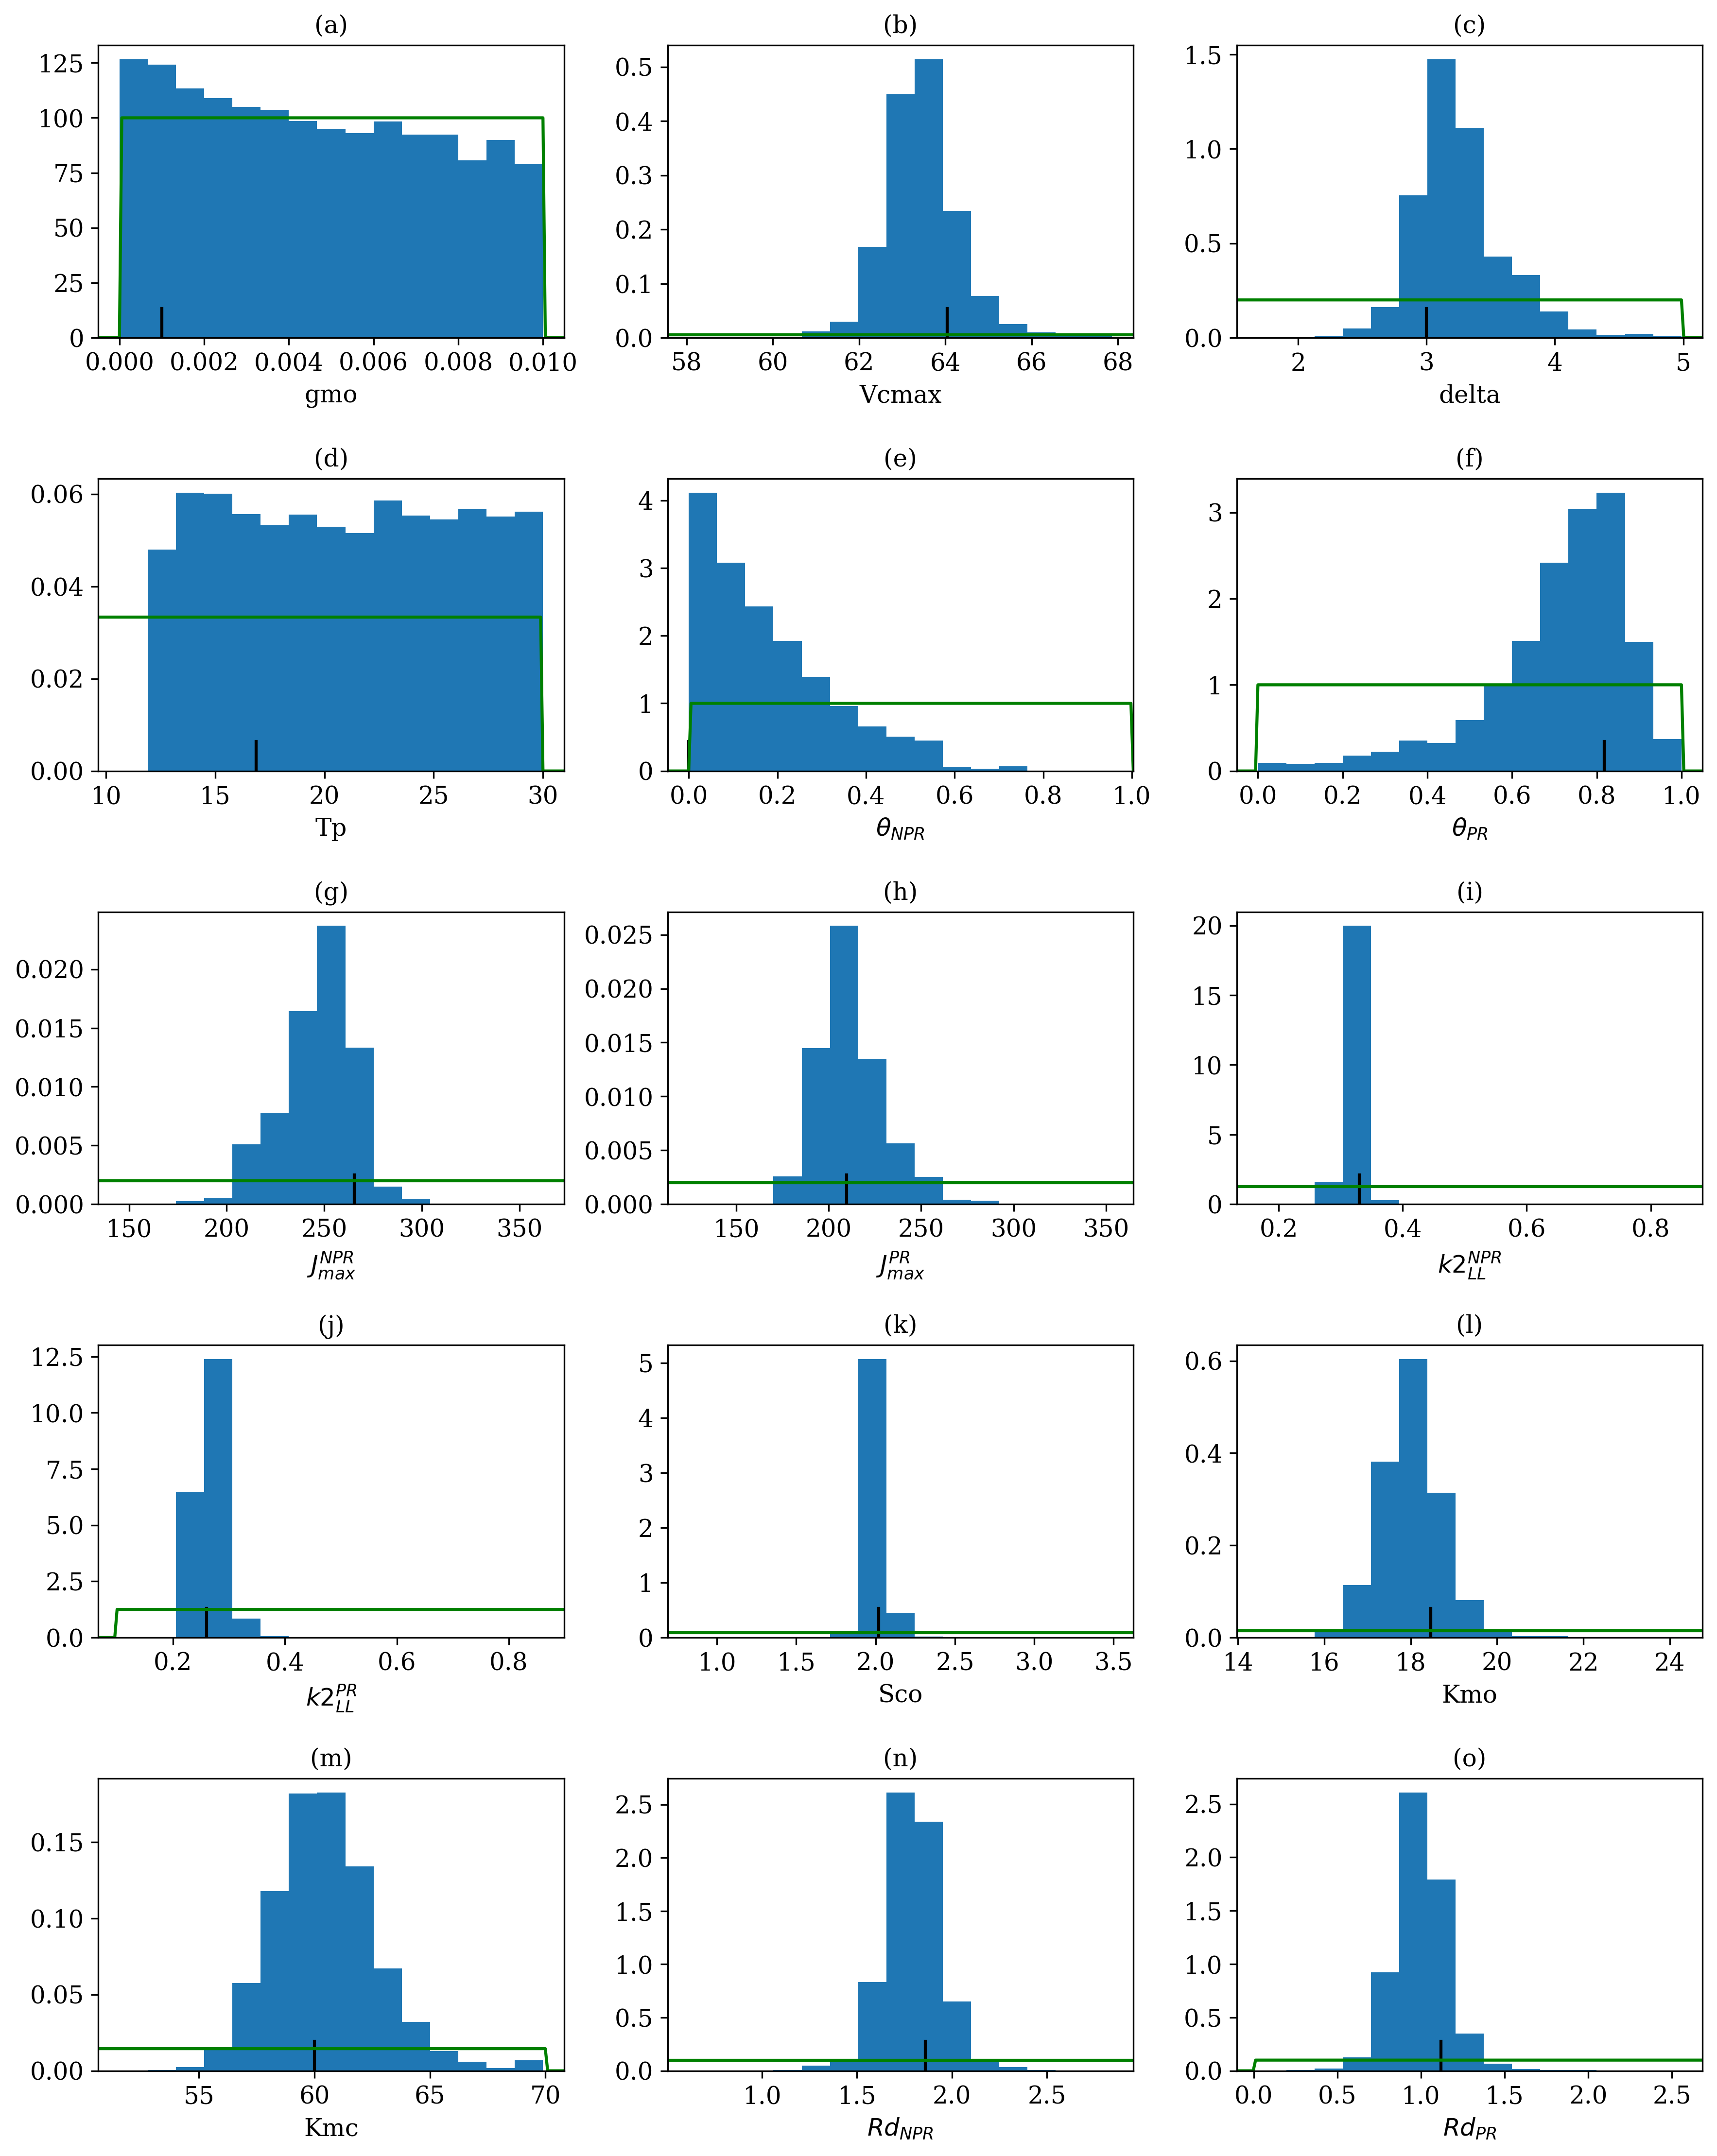 (a)
125
100
75
50
25
0
0.000 0.002 0.004 0.006 0.008 0.010
gmo
(b)
0.5
0.4
0.3
0.2
0.1
0.0
58 60 62 64 66 68
Vcmax
(c)
1.5
1.0
0.5
0.0
2 3 4 5
delta
(d)
0.06
0.04
0.02
0.00
10 15 20 25 30
Tp
(e)
4
3
2
1
0
0.0 0.2 0.4 0.6 0.8 1.0
θ_NPR
(f)
3
2
1
0
0.0 0.2 0.4 0.6 0.8 1.0
θ_PR
(g)
0.020
0.015
0.010
0.005
0.000
150 200 250 300 350
J_max^NPR
(h)
0.025
0.020
0.015
0.010
0.005
0.000
150 200 250 300 350
J_max^PR
(i)
20
15
10
5
0
0.2 0.4 0.6 0.8
k2_LL^NPR
(j)
12.5
10.0
7.5
5.0
2.5
0.0
0.2 0.4 0.6 0.8
k2_LL^PR
(k)
5
4
3
2
1
0
1.0 1.5 2.0 2.5 3.0 3.5
Sco
(l)
0.6
0.4
0.2
0.0
14 16 18 20 22 24
Kmo
(m)
0.15
0.10
0.05
0.00
55 60 65 70
Kmc
(n)
2.5
2.0
1.5
1.0
0.5
0.0
1.0 1.5 2.0 2.5
Rd_NPR
(o)
2.5
2.0
1.5
1.0
0.5
0.0
0.0 0.5 1.0 1.5 2.0 2.5
Rd_PR